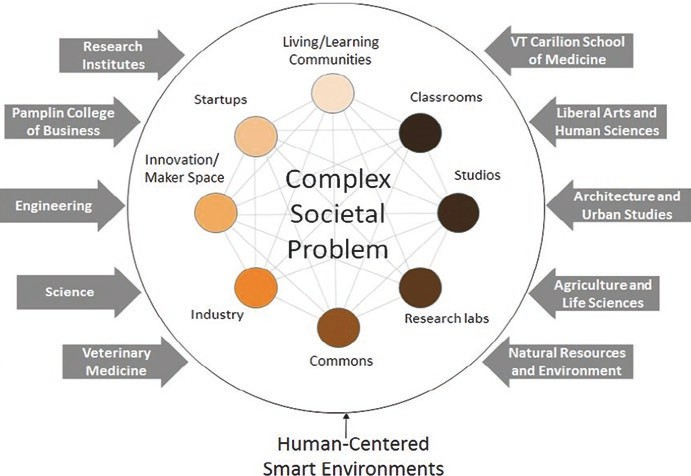 Research
Institutes
Pamplin College
of Business
Engineering
Science
Veterinary
Medicine
Living/Learning
Communities
Startups
Classrooms
Innovation/
Maker Space
Studios
Complex
Societal
Problem
Industry
Research labs
Commons
VT Carilion School
of Medicine
Liberal Arts and
Human Sciences
Architecture and
Urban Studies
Agriculture and
Life Sciences
Natural Resources
and Environment
Human-Centered
Smart Environments